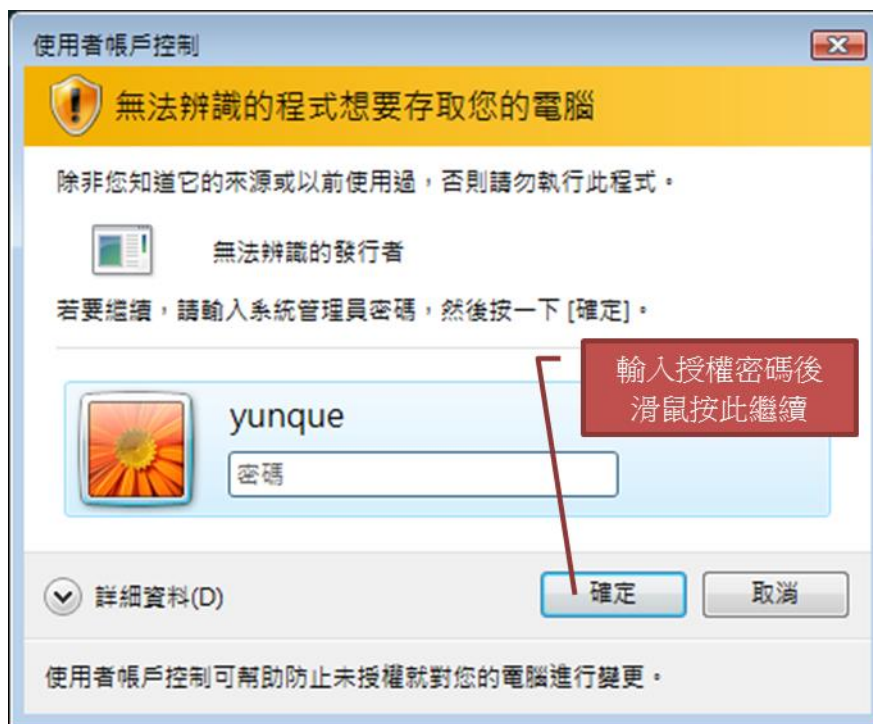 使用者帳戶控制
無法辨識的程式想要存取您的電腦
除非您知道它的來源或以前使用過，否則請勿執行此程式。
無法辨識的發行者
若要繼續，請輸入系統管理員密碼，然後按一下 [確定]。
輸入授權密碼後
滑鼠按此繼續
yunque
密碼
詳細資料(D)
確定
取消
使用者帳戶控制可幫助防止未授權就對您的電腦進行變更。